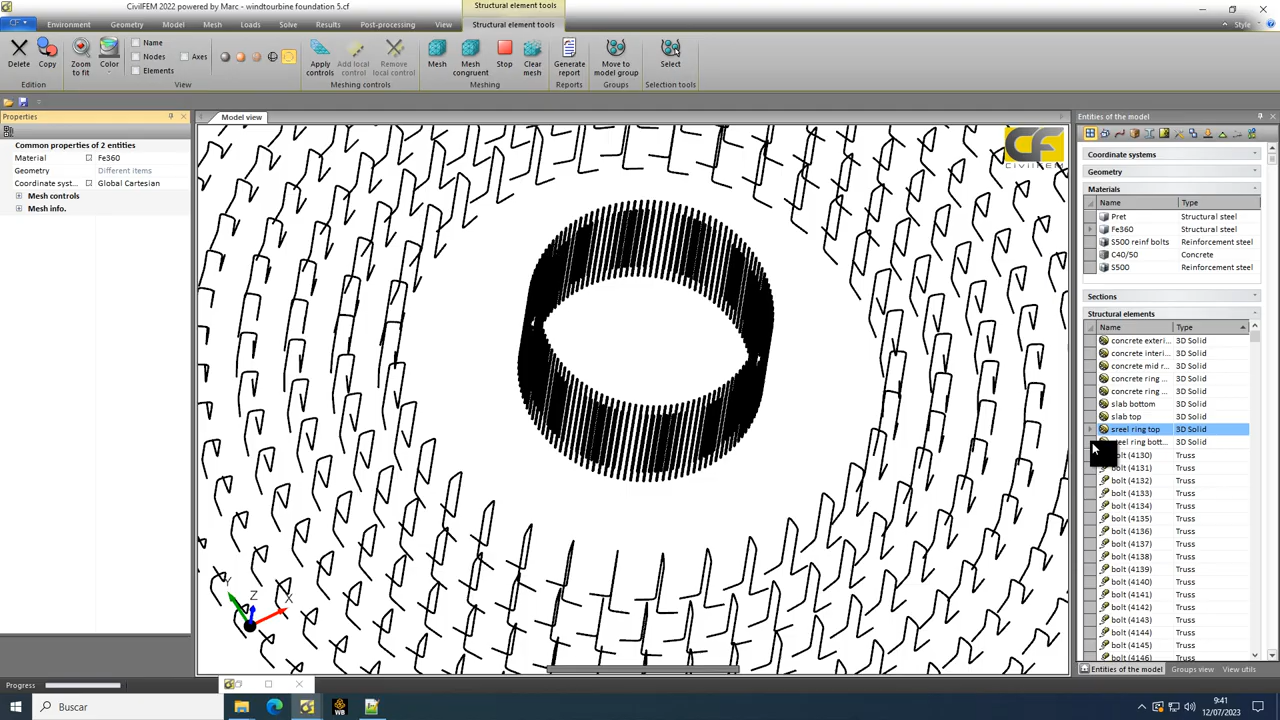 CivilFEM 2022 powered by Marc - windtourbine foundation 5.cf
Structural element tools
CF
Environment
Geometry
Model
Mesh
Loads
Solve
Results
Post-processing
View
Structural element tools
Style
Delete
Copy
Edition
Zoom to fit
Color
Name
Nodes
Axes
Elements
View
Apply controls
Add local control
Remove local control
Meshing controls
Mesh
Mesh congruent
Stop
Clear mesh
Meshing
Generate report
Reports
Move to model group
Groups
Select
Selection tools
Properties
Common properties of 2 entities
Material Fe360
Geometry Different items
Coordinate syst... Global Cartesian
Mesh controls
Mesh info.
Model view
CF
CIVILFEM
Y
Z
X
Entities of the model
Coordinate systems
Geometry
Materials
Name Type
Pret Structural steel
Fe360 Structural steel
S500 reinf bolts Reinforcement steel
C40/50 Concrete
S500 Reinforcement steel
Sections
Structural elements
Name Type
concrete exteri... 3D Solid
concrete interi... 3D Solid
concrete mid r... 3D Solid
concrete ring ... 3D Solid
concrete ring ... 3D Solid
slab bottom 3D Solid
slab top 3D Solid
sreel ring top 3D Solid
steel ring bott... 3D Solid
bolt (4130) Truss
bolt (4131) Truss
bolt (4132) Truss
bolt (4133) Truss
bolt (4134) Truss
bolt (4135) Truss
bolt (4136) Truss
bolt (4137) Truss
bolt (4138) Truss
bolt (4139) Truss
bolt (4140) Truss
bolt (4141) Truss
bolt (4142) Truss
bolt (4143) Truss
bolt (4144) Truss
bolt (4145) Truss
bolt (4146) Truss
Entities of the model
Groups view
View utils
Progress
Buscar
WB
9:41
12/07/2023